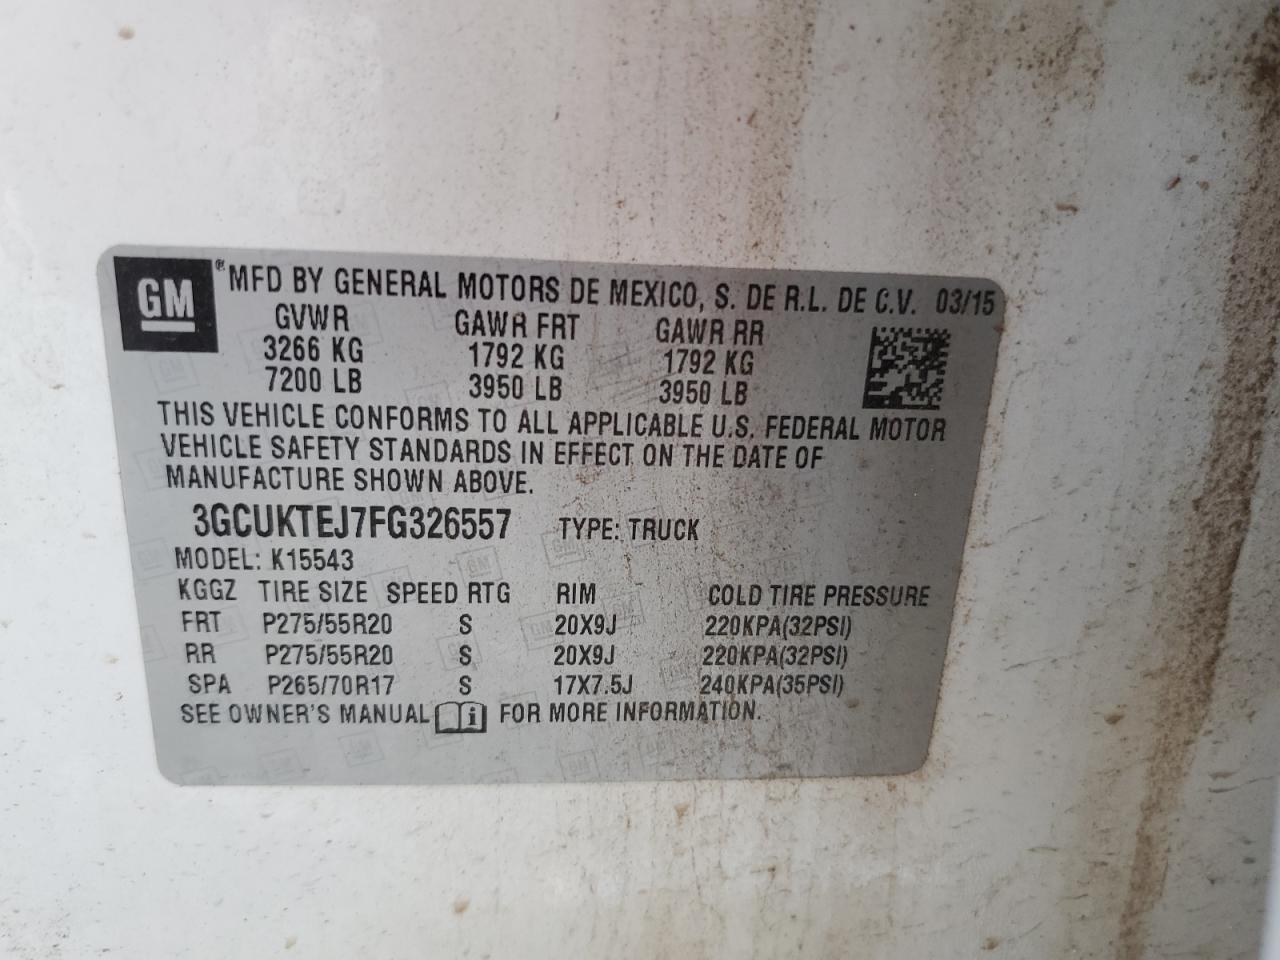 GM
®MFD BY GENERAL MOTORS DE MEXICO, S. DE R.L. DE C.V. 03/15
GVWR GAWR FRT GAWR RR
3266 KG 1792 KG 1792 KG
7200 LB 3950 LB 3950 LB
THIS VEHICLE CONFORMS TO ALL APPLICABLE U.S. FEDERAL MOTOR
VEHICLE SAFETY STANDARDS IN EFFECT ON THE DATE OF
MANUFACTURE SHOWN ABOVE.
3GCUKTEJ7FG326557 TYPE: TRUCK
MODEL: K15543
KGGZ TIRE SIZE SPEED RTG RIM COLD TIRE PRESSURE
FRT P275/55R20 S 20X9J 220KPA(32PSI)
RR P275/55R20 S 20X9J 220KPA(32PSI)
SPA P265/70R17 S 17X7.5J 240KPA(35PSI)
SEE OWNER'S MANUAL i FOR MORE INFORMATION.